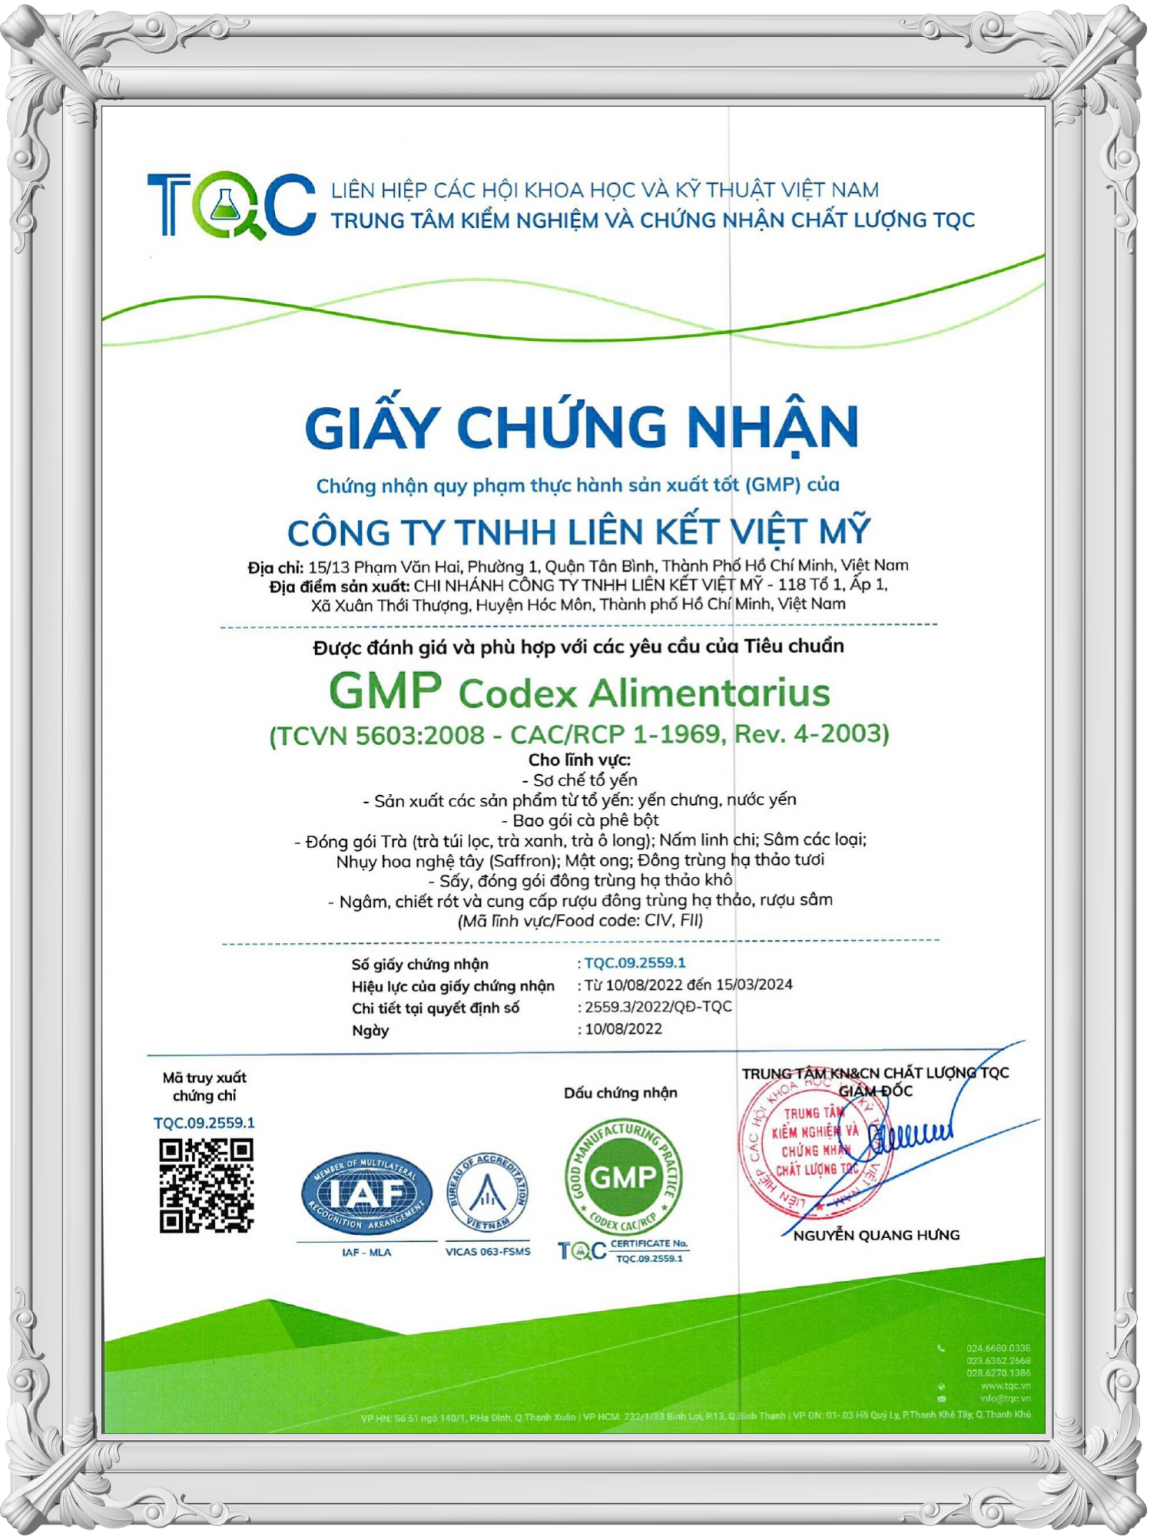 TQC
LIÊN HIỆP CÁC HỘI KHOA HỌC VÀ KỸ THUẬT VIỆT NAM
TRUNG TÂM KIỂM NGHIỆM VÀ CHỨNG NHẬN CHẤT LƯỢNG TQC
GIẤY CHỨNG NHẬN
Chứng nhận quy phạm thực hành sản xuất tốt (GMP) của
CÔNG TY TNHH LIÊN KẾT VIỆT MỸ
Địa chỉ: 15/13 Phạm Văn Hai, Phường 1, Quận Tân Bình, Thành Phố Hồ Chí Minh, Việt Nam
Địa điểm sản xuất: CHI NHÁNH CÔNG TY TNHH LIÊN KẾT VIỆT MỸ - 118 Tổ 1, Ấp 1,
Xã Xuân Thới Thượng, Huyện Hóc Môn, Thành phố Hồ Chí Minh, Việt Nam
Được đánh giá và phù hợp với các yêu cầu của Tiêu chuẩn
GMP Codex Alimentarius
(TCVN 5603:2008 - CAC/RCP 1-1969, Rev. 4-2003)
Cho lĩnh vực:
- Sơ chế tổ yến
- Sản xuất các sản phẩm từ tổ yến: yến chưng, nước yến
- Bao gói cà phê bột
- Đóng gói Trà (trà túi lọc, trà xanh, trà ô long); Nấm linh chi; Sâm các loại;
Nhụy hoa nghệ tây (Saffron); Mật ong; Đông trùng hạ thảo tươi
- Sấy, đóng gói đông trùng hạ thảo khô
- Ngâm, chiết rót và cung cấp rượu đông trùng hạ thảo, rượu sâm
(Mã lĩnh vực/Food code: CIV, FII)
Số giấy chứng nhận : TQC.09.2559.1
Hiệu lực của giấy chứng nhận : Từ 10/08/2022 đến 15/03/2024
Chi tiết tại quyết định số : 2559.3/2022/QĐ-TQC
Ngày : 10/08/2022
Mã truy xuất
chứng chỉ
TQC.09.2559.1
MEMBER OF MULTILATERAL
IAF
RECOGNITION ARRANGEMENT
IAF - MLA
BUREAU OF ACCREDITATION
VIETNAM
VICAS 063-FSMS
Dấu chứng nhận
GOOD MANUFACTURING PRACTICE
GMP
CODEX CAC/RCP
TQC
CERTIFICATE No.
TQC.09.2559.1
TRUNG TÂM KN&CN CHẤT LƯỢNG TQC
GIÁM ĐỐC
LIÊN HIỆP CÁC HỘI KHOA HỌC VÀ KỸ THUẬT VIỆT NAM
TRUNG TÂM
KIỂM NGHIỆM VÀ
CHỨNG NHẬN
CHẤT LƯỢNG TQC
NGUYỄN QUANG HƯNG
024.6680.0338
023.6362.2668
028.6270.1386
www.tqc.vn
info@tqc.vn
VP HN: Số 51 ngõ 140/1, P.Hạ Đình, Q.Thanh Xuân | VP HCM: 232/1/33 Bình Lợi, P.13, Q.Bình Thạnh | VP ĐN: 01- 03 Hồ Quý Ly, P.Thanh Khê Tây, Q.Thanh Khê